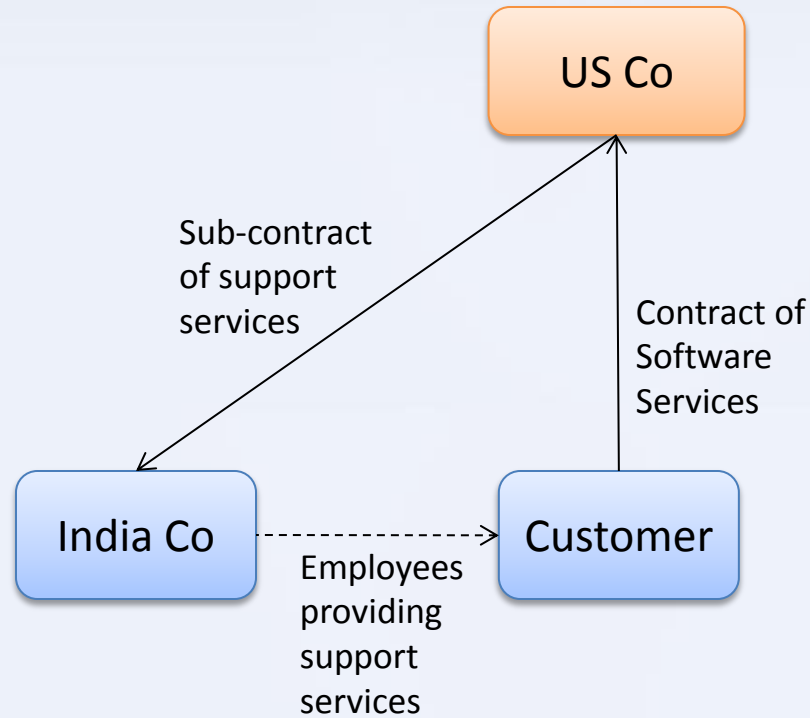 US Co
Sub-contract
of support
services
Contract of
Software
Services
India Co
Customer
Employees
providing
support
services